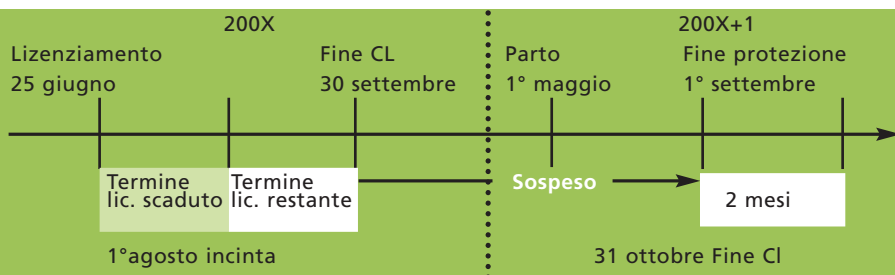 200X
200X+1
Lizenziamento
25 giugno
Fine CL
30 settembre
Parto
1° maggio
Fine protezione
1° settembre
Termine
lic. scaduto
Termine
lic. restante
Sospeso
2 mesi
1°agosto incinta
31 ottobre Fine Cl